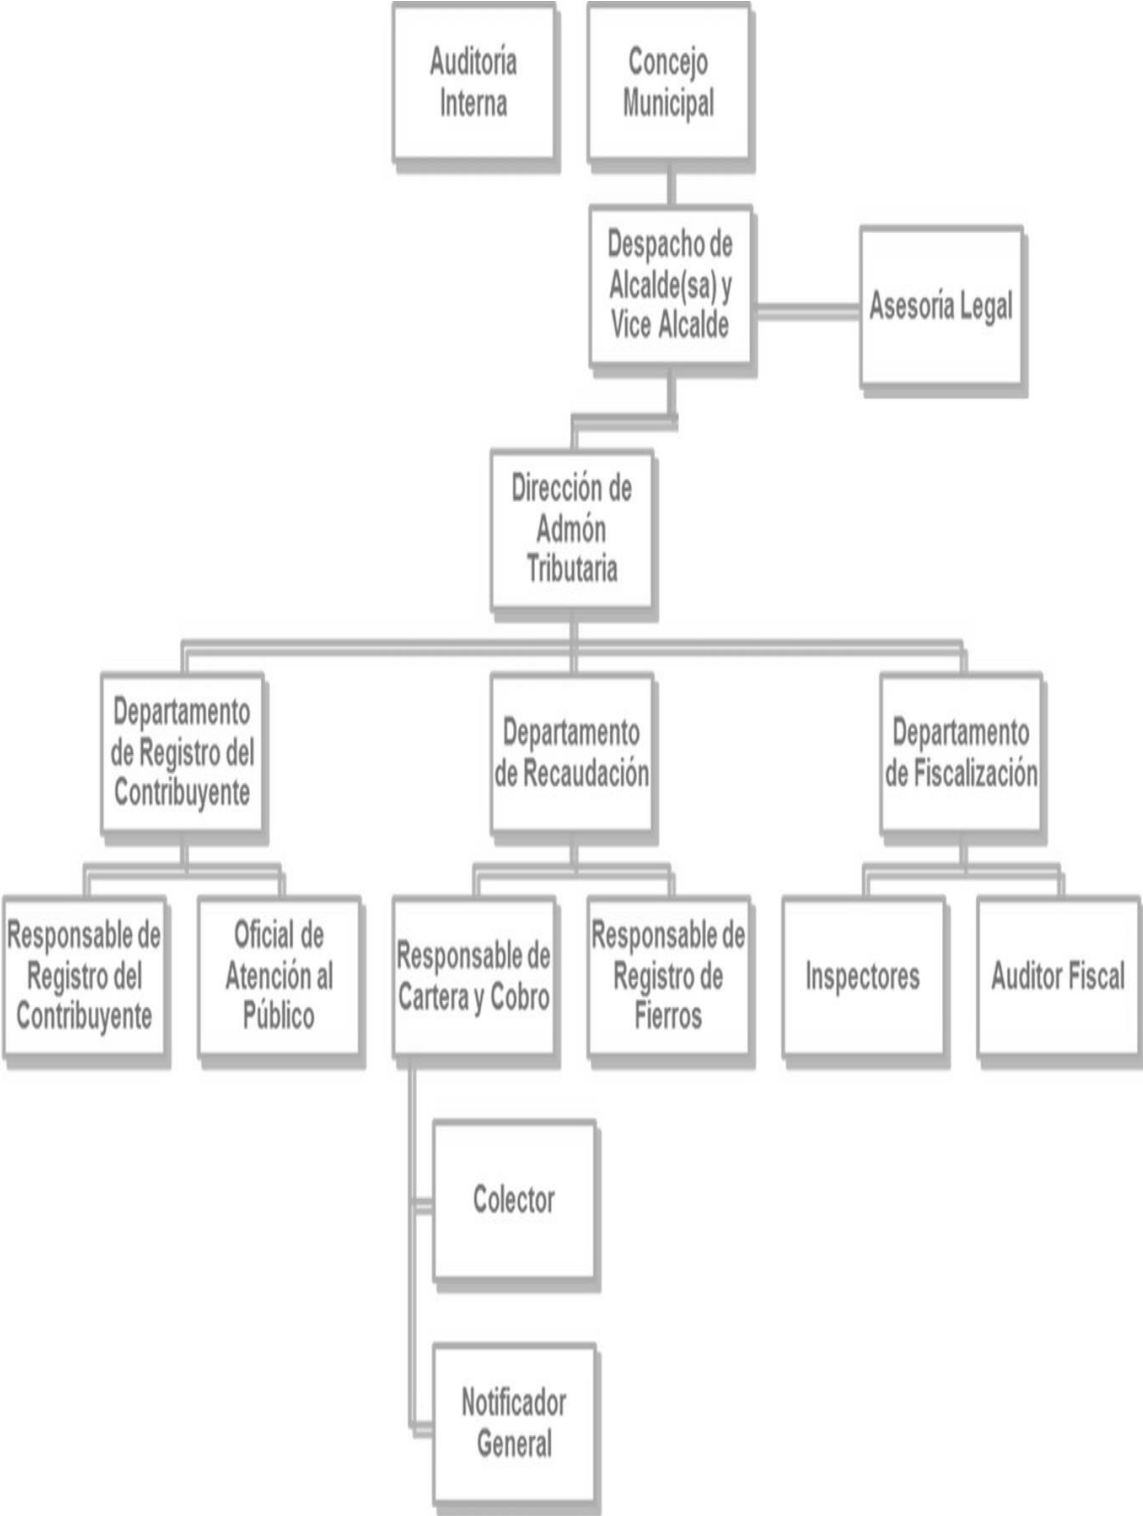 Auditoría
Interna
Concejo
Municipal
Despacho de
Alcalde(sa) y
Vice Alcalde
Asesoría Legal
Dirección de
Admón
Tributaria
Departamento
de Registro del
Contribuyente
Departamento
de Recaudación
Departamento
de Fiscalización
Responsable de
Registro del
Contribuyente
Oficial de
Atención al
Público
Responsable de
Cartera y Cobro
Responsable de
Registro de
Fierros
Inspectores
Auditor Fiscal
Colector
Notificador
General